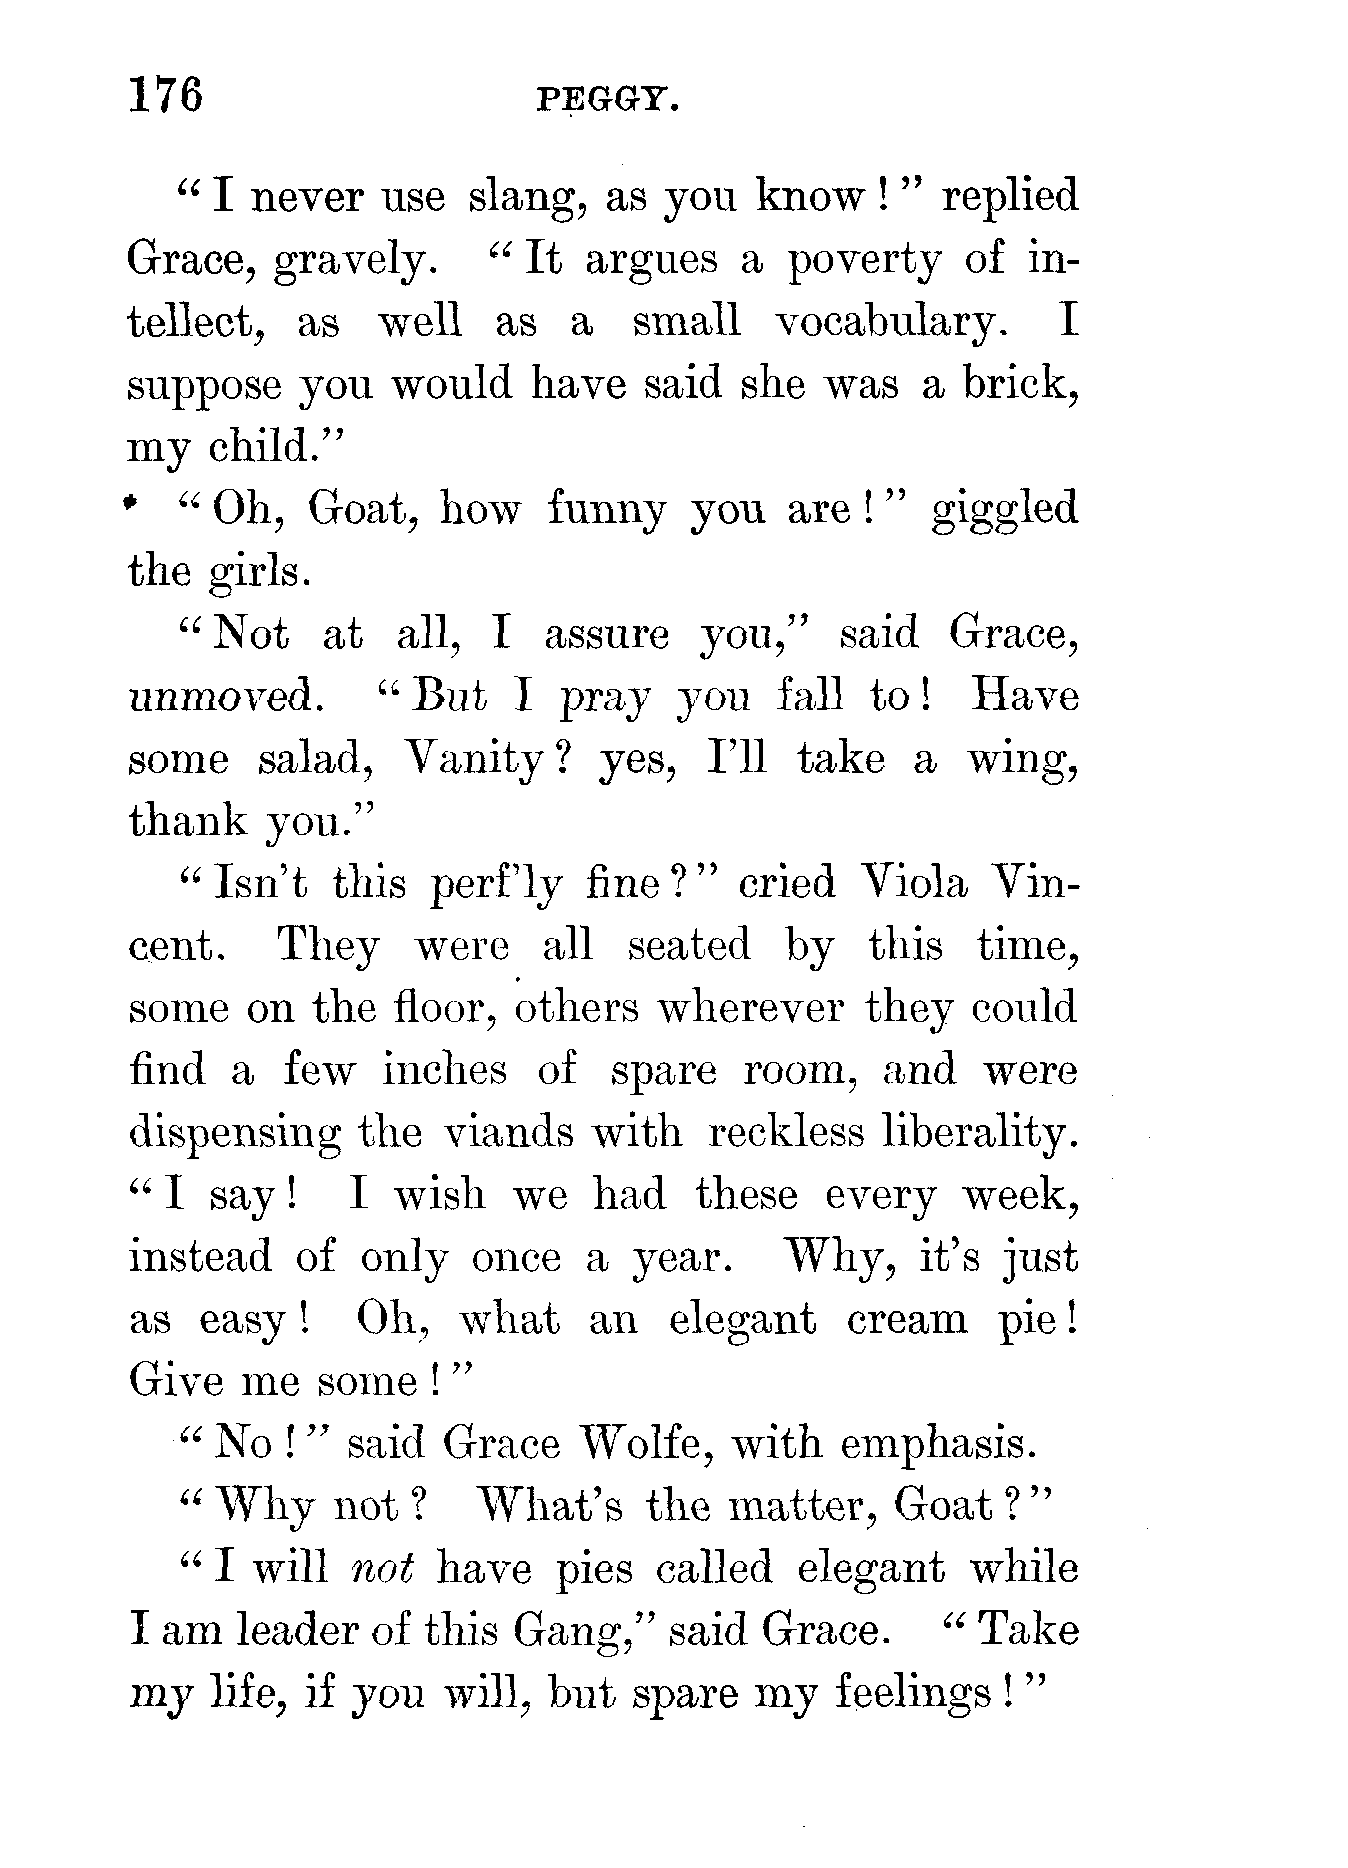 176 PEGGY.
“I never use slang, as you know!” replied
Grace, gravely. “It argues a poverty of in-
tellect, as well as a small vocabulary. I
suppose you would have said she was a brick,
my child.”
“Oh, Goat, how funny you are!” giggled
the girls.
“Not at all, I assure you,” said Grace,
unmoved. “But I pray you fall to! Have
some salad, Vanity? yes, I’ll take a wing,
thank you.”
“Isn’t this perf’ly fine?” cried Viola Vin-
cent. They were all seated by this time,
some on the floor, others wherever they could
find a few inches of spare room, and were
dispensing the viands with reckless liberality.
“I say! I wish we had these every week,
instead of only once a year. Why, it’s just
as easy! Oh, what an elegant cream pie!
Give me some!”
“No!” said Grace Wolfe, with emphasis.
“Why not? What’s the matter, Goat?”
“I will not have pies called elegant while
I am leader of this Gang,” said Grace. “Take
my life, if you will, but spare my feelings!”